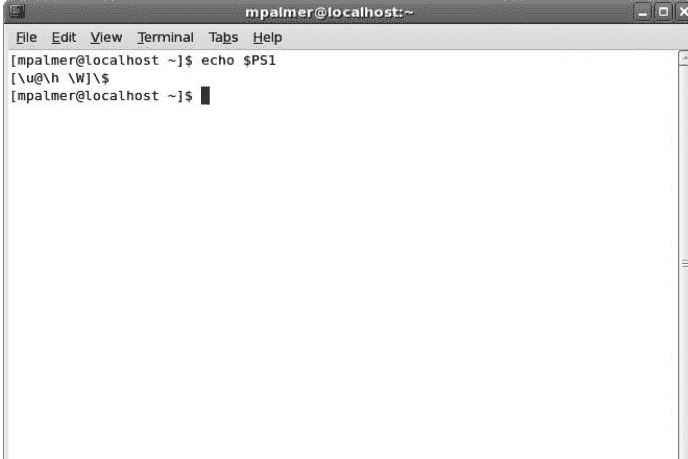 mpalmer@localhost:~
File Edit View Terminal Tabs Help
[mpalmer@localhost ~]$ echo $PS1
[\u@\h \W]\$
[mpalmer@localhost ~]$